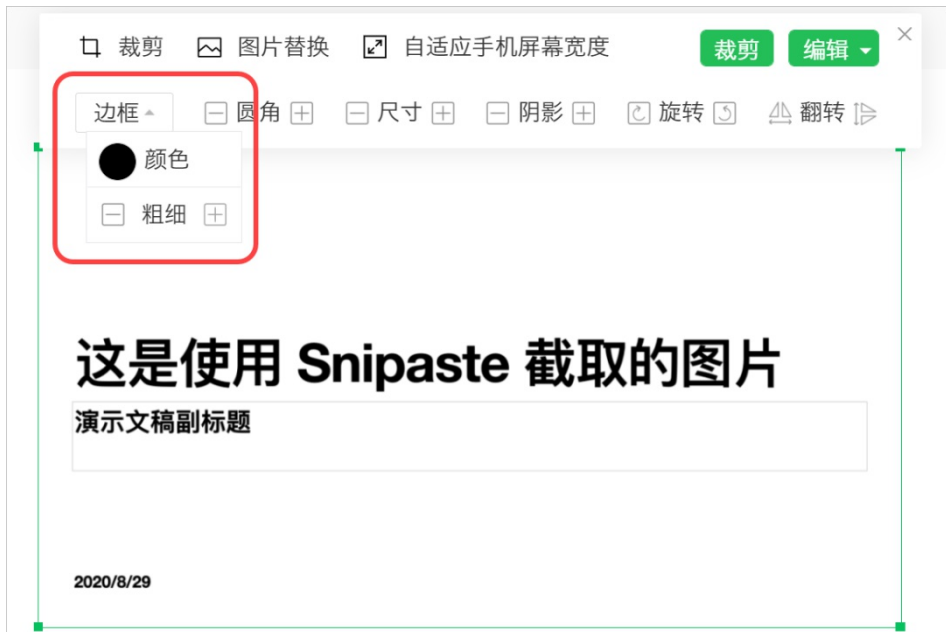 裁剪 图片替换 自适应手机屏幕宽度 裁剪 编辑
边框 圆角 尺寸 阴影 旋转 翻转
颜色
粗细
这是使用 Snipaste 截取的图片
演示文稿副标题
2020/8/29